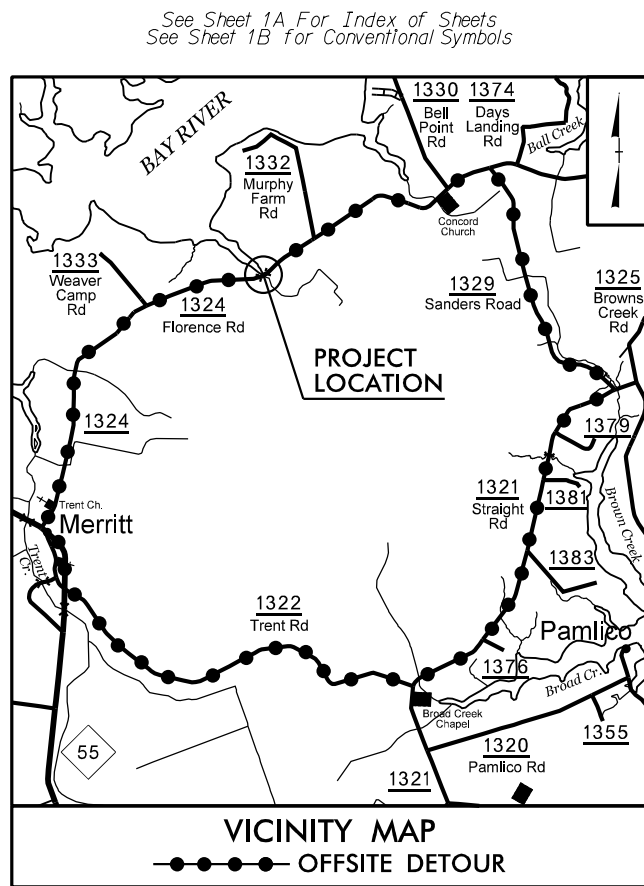 See Sheet 1A For Index of Sheets
See Sheet 1B for Conventional Symbols
BAY RIVER
1330
Bell
Point
Rd
1374
Days
Landing
Rd
Ball Creek
1332
Murphy
Farm
Rd
Concord
Church
1333
Weaver
Camp
Rd
1324
Florence Rd
1329
Sanders Road
1325
Browns
Creek
Rd
PROJECT
LOCATION
1324
1379
Trent Ch.
Merritt
1321
Straight
Rd
1381
Brown Creek
Trent
Cr.
1383
1322
Trent Rd
Pamlico
1376
Broad Cr.
Broad Creek
Chapel
55
1321
1320
Pamlico Rd
1355
VICINITY MAP
OFFSITE DETOUR